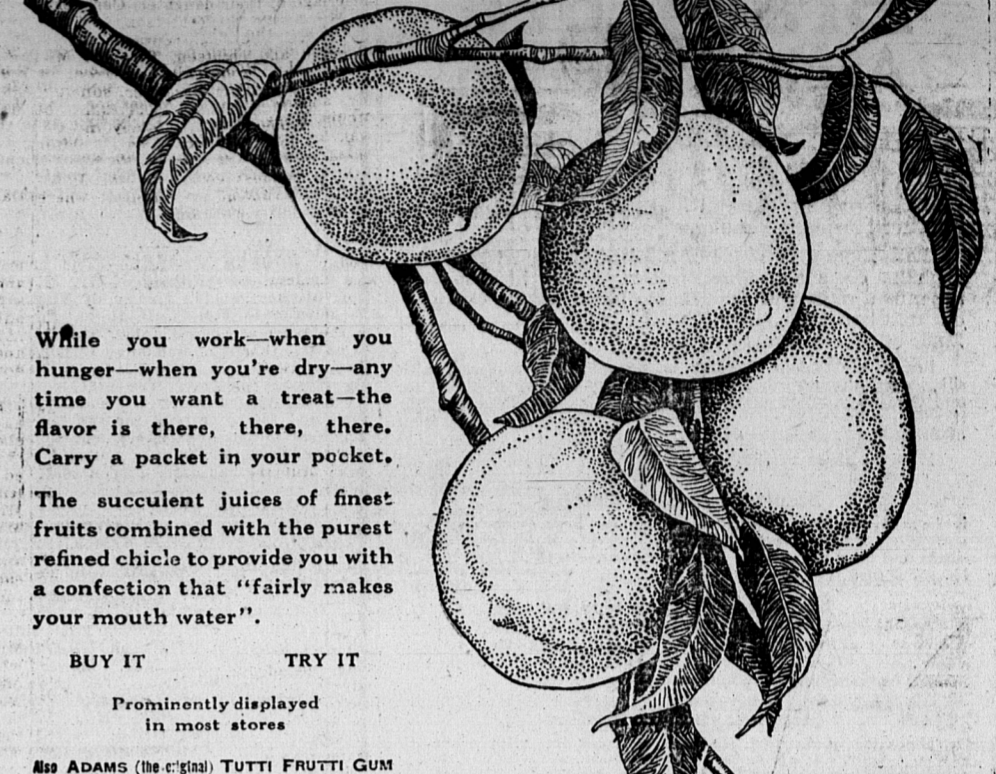 While you work—when you
hunger—when you're dry—any
time you want a treat—the
flavor is there, there, there.
Carry a packet in your pocket.
The succulent juices of finest
fruits combined with the purest
refined chicle to provide you with
a confection that "fairly makes
your mouth water".
BUY IT TRY IT
Prominently displayed
in most stores
Also ADAMS (the original) TUTTI FRUTTI GUM